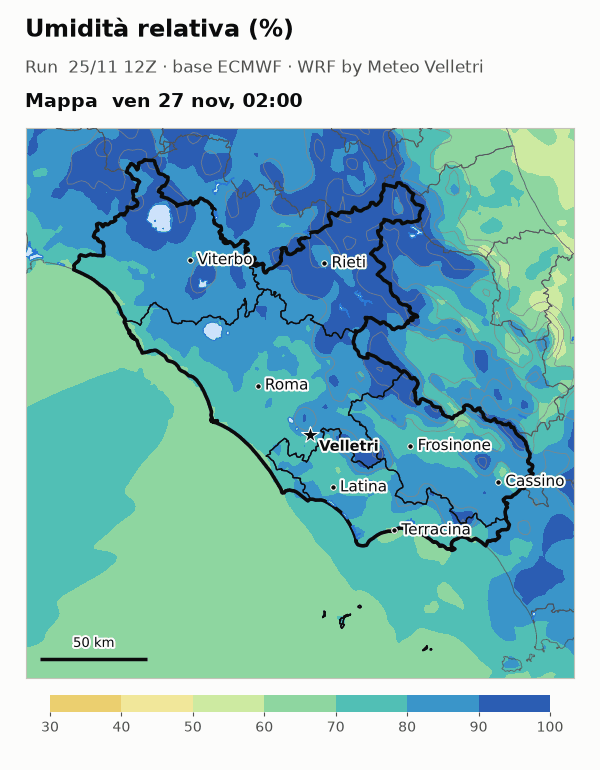 Umidità relativa (%)
Run  25/11 12Z · base ECMWF · WRF by Meteo Velletri
Mappa  ven 27 nov, 02:00
Viterbo
Rieti
Roma
Velletri
Frosinone
Cassino
Latina
Terracina
50 km
30 40 50 60 70 80 90 100